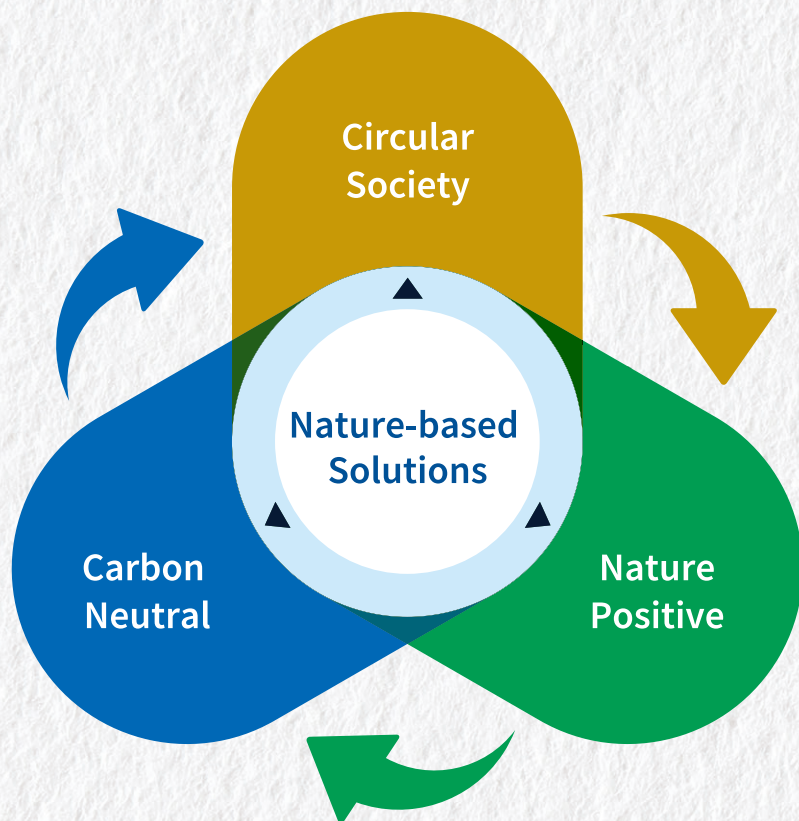 Circular
Society
Nature-based
Solutions
Carbon
Neutral
Nature
Positive